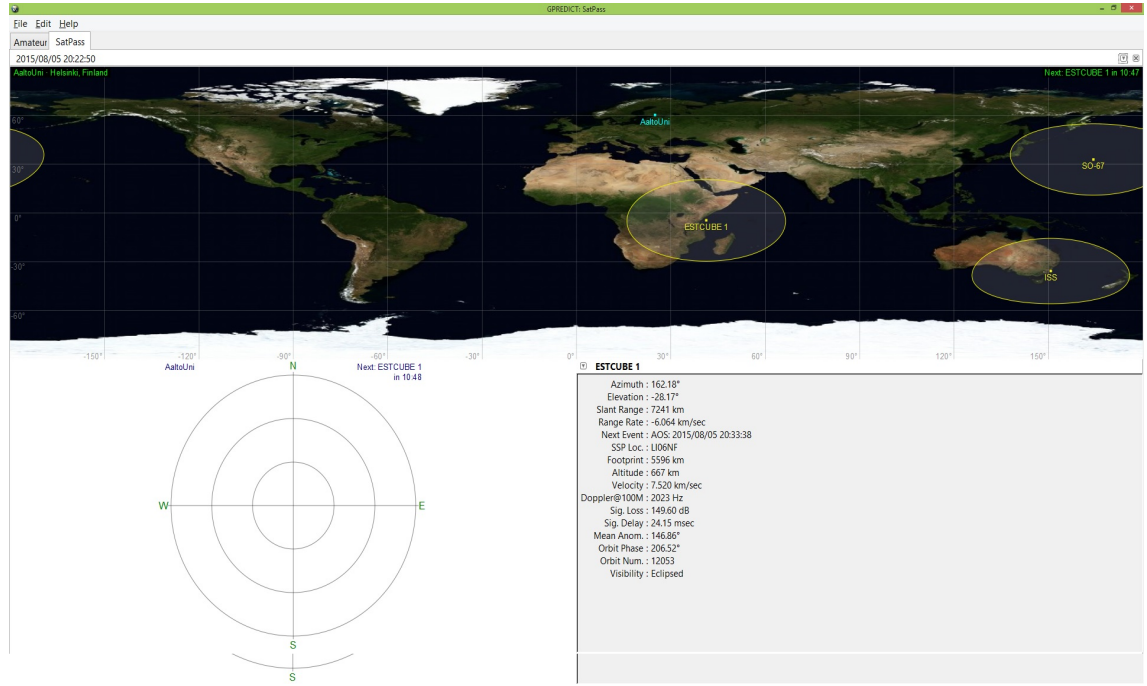 GPREDICT: SatPass
File Edit Help
Amateur SatPass
2015/08/05 20:22:50
AaltoUni - Helsinki, Finland
Next: ESTCUBE 1 in 10:47
60°
AaltoUni
30°
SO-67
0°
ESTCUBE 1
-30°
ISS
-60°
-150° -120° -90° -60° -30° 0° 30° 60° 90° 120° 150°
AaltoUni
N
Next: ESTCUBE 1
in 10:48
W
E
S
S
ESTCUBE 1
Azimuth : 162.18°
Elevation : -28.17°
Slant Range : 7241 km
Range Rate : -6.064 km/sec
Next Event : AOS: 2015/08/05 20:33:38
SSP Loc. : LI06NF
Footprint : 5596 km
Altitude : 667 km
Velocity : 7.520 km/sec
Doppler@100M : 2023 Hz
Sig. Loss : 149.60 dB
Sig. Delay : 24.15 msec
Mean Anom. : 146.86°
Orbit Phase : 206.52°
Orbit Num. : 12053
Visibility : Eclipsed